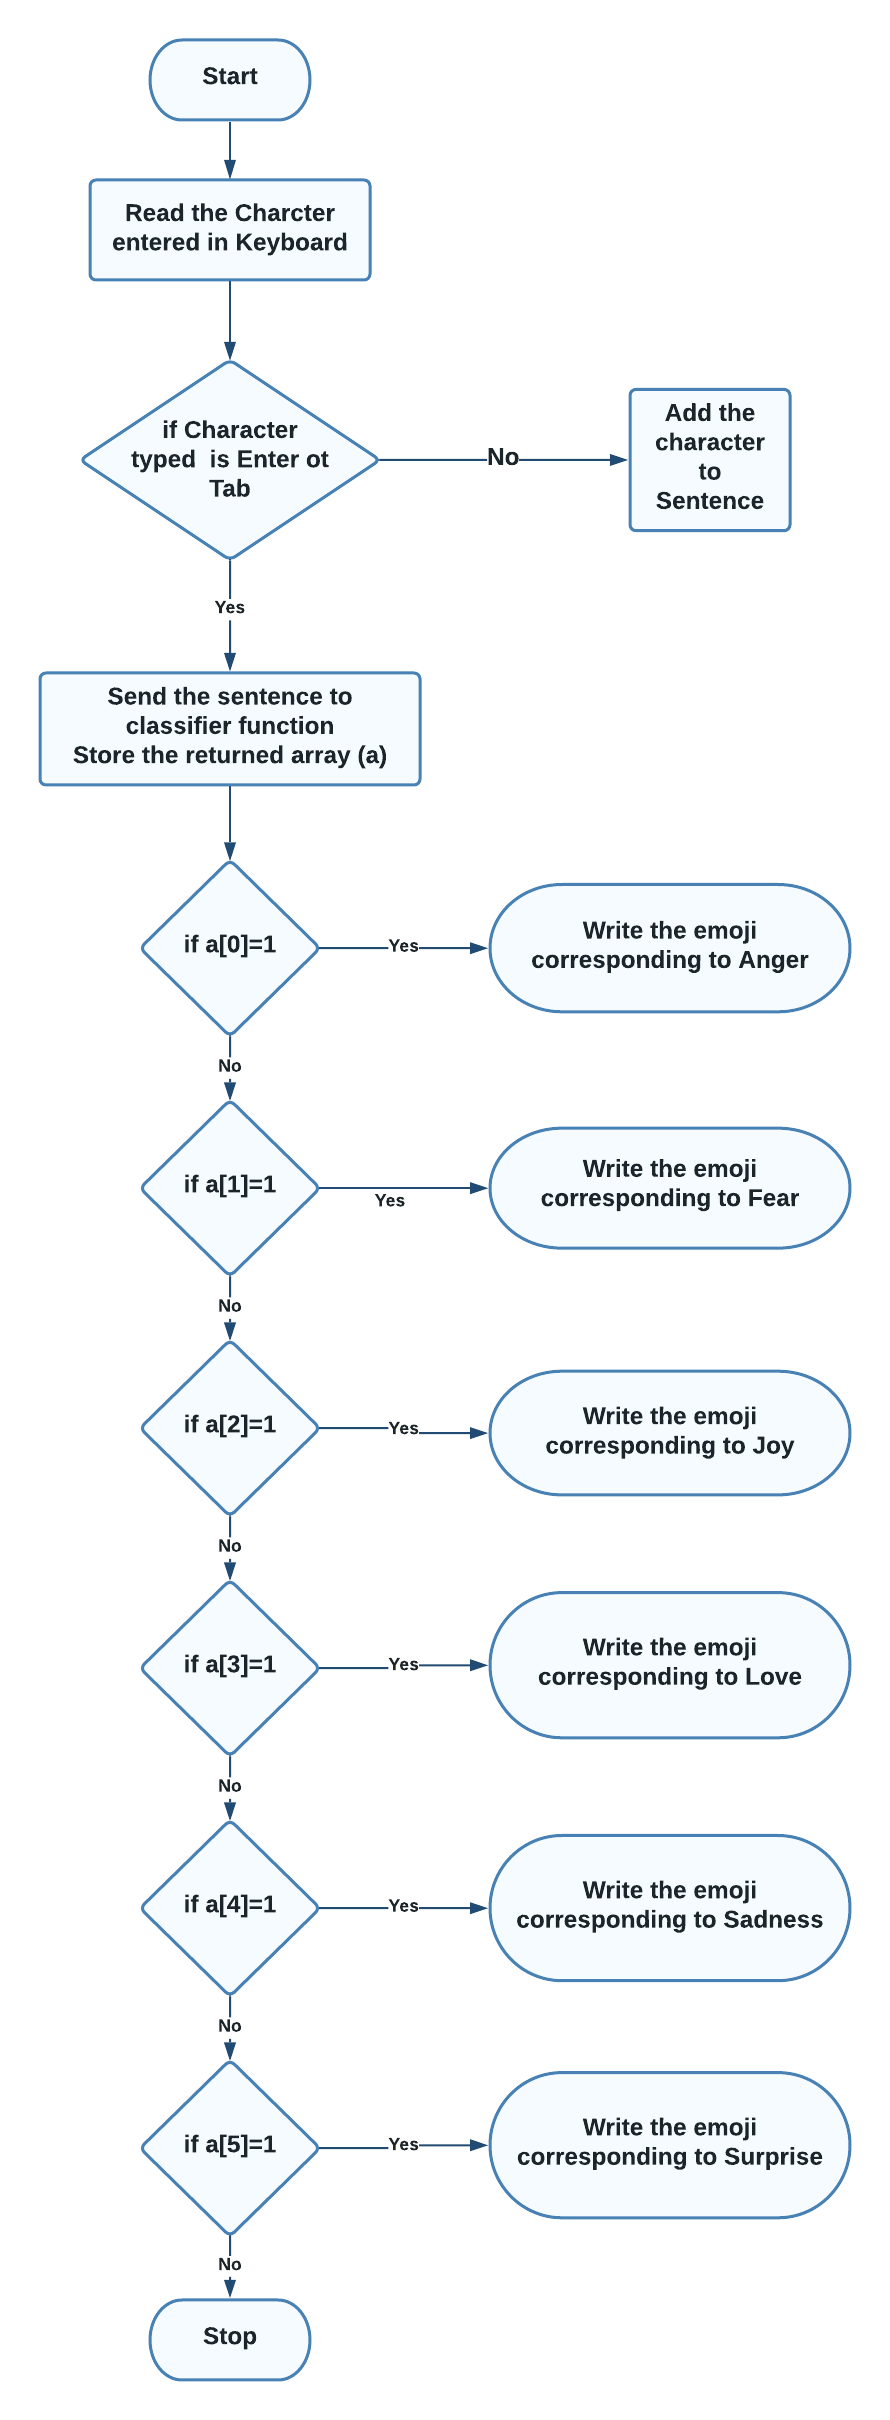 Start
Read the Charcter
entered in Keyboard
if Character
typed  is Enter ot
Tab
No
Add the
character
to
Sentence
Yes
Send the sentence to
classifier function
Store the returned array (a)
if a[0]=1
Yes
Write the emoji
corresponding to Anger
No
if a[1]=1
Yes
Write the emoji
corresponding to Fear
No
if a[2]=1
Yes
Write the emoji
corresponding to Joy
No
if a[3]=1
Yes
Write the emoji
corresponding to Love
No
if a[4]=1
Yes
Write the emoji
corresponding to Sadness
No
if a[5]=1
Yes
Write the emoji
corresponding to Surprise
No
Stop